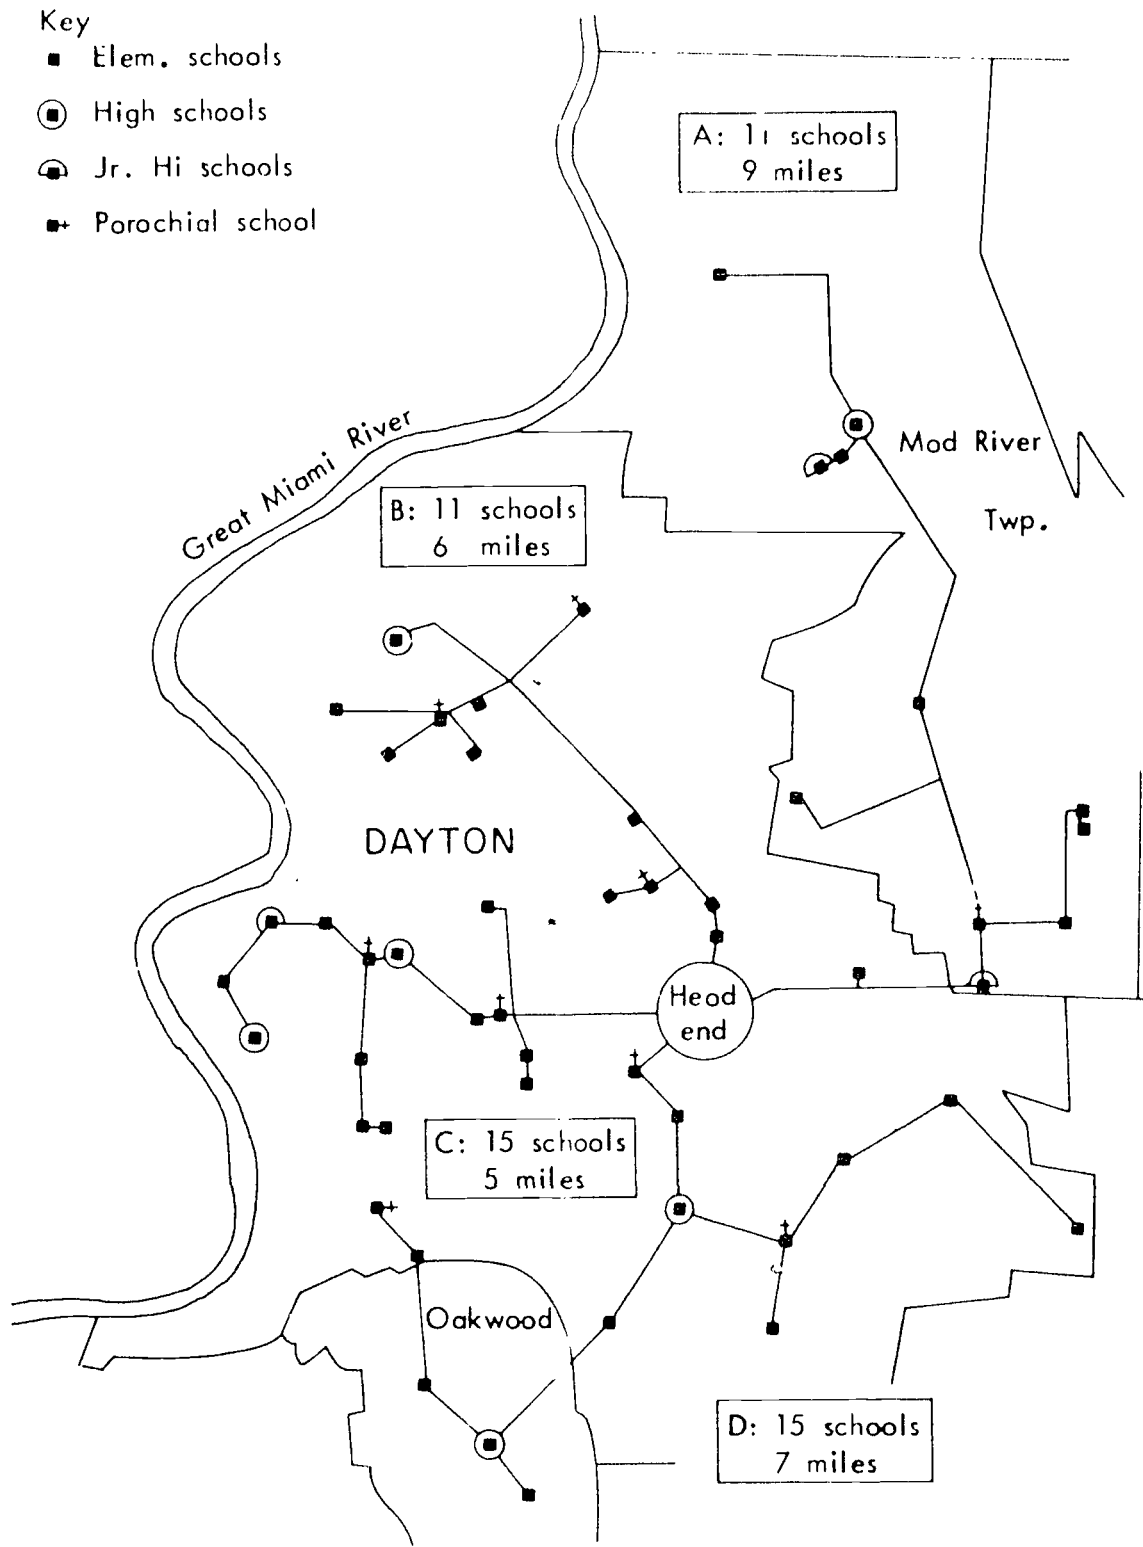 Key
Elem. schools
High schools
Jr. Hi schools
Porochial school
A: 11 schools
9 miles
Great Miami River
Mod River
Twp.
B: 11 schools
6 miles
DAYTON
Head
end
C: 15 schools
5 miles
Oakwood
D: 15 schools
7 miles